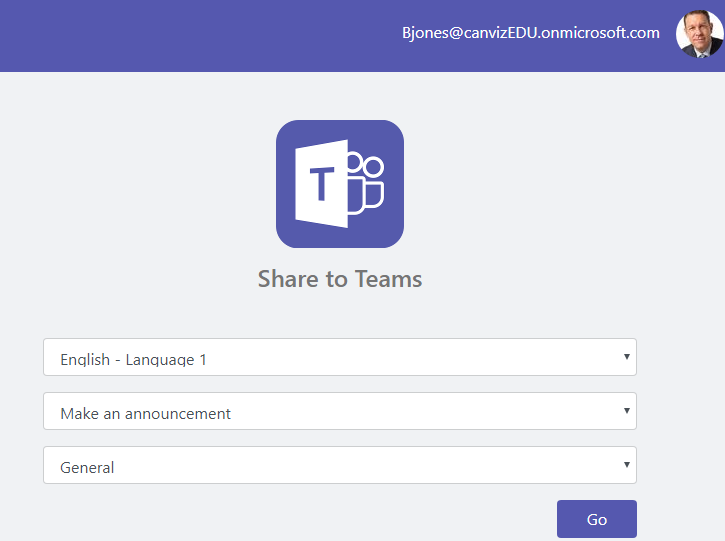 Bjones@canvizEDU.onmicrosoft.com
T
Share to Teams
English - Language 1
Make an announcement
General
Go